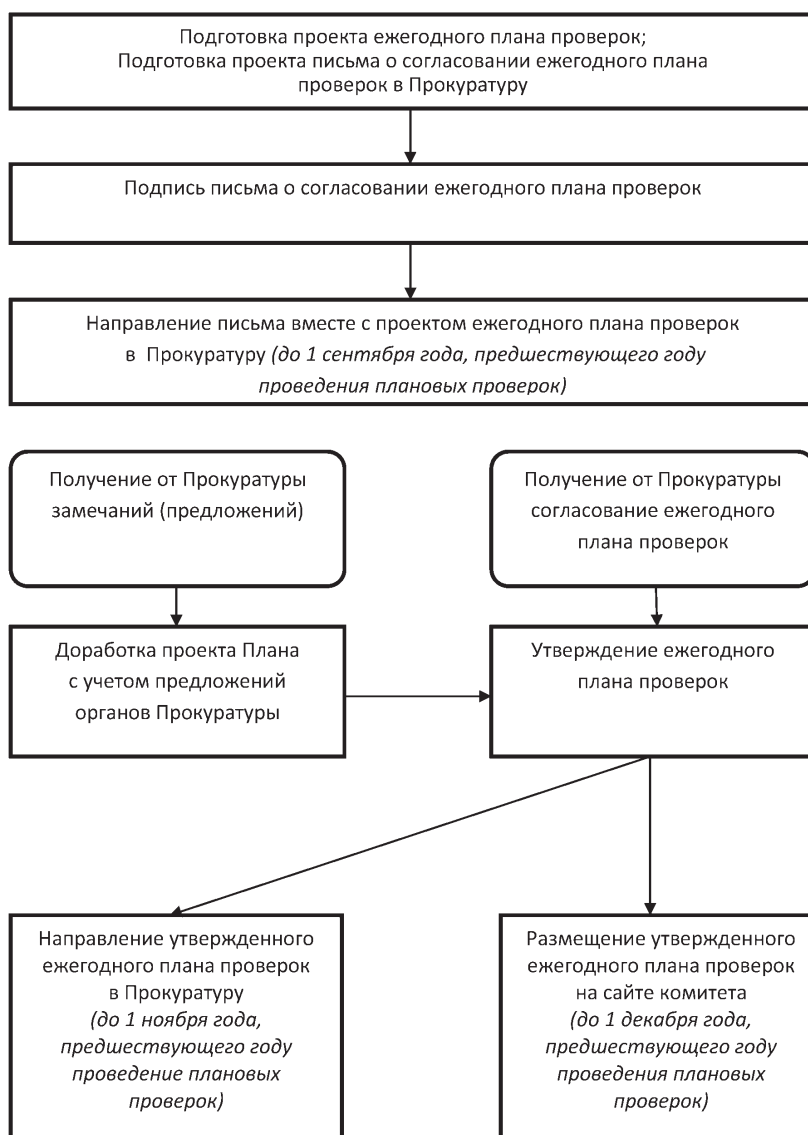 Подготовка проекта ежегодного плана проверок;
Подготовка проекта письма о согласовании ежегодного плана
проверок в Прокуратуру
Подпись письма о согласовании ежегодного плана проверок
Направление письма вместе с проектом ежегодного плана проверок
в Прокуратуру (до 1 сентября года, предшествующего году
проведения плановых проверок)
Получение от Прокуратуры
замечаний (предложений)
Получение от Прокуратуры
согласование ежегодного
плана проверок
Доработка проекта Плана
с учетом предложений
органов Прокуратуры
Утверждение ежегодного
плана проверок
Направление утвержденного
ежегодного плана проверок
в Прокуратуру
(до 1 ноября года,
предшествующего году
проведение плановых
проверок)
Размещение утвержденного
ежегодного плана проверок
на сайте комитета
(до 1 декабря года,
предшествующего году
проведения плановых
проверок)